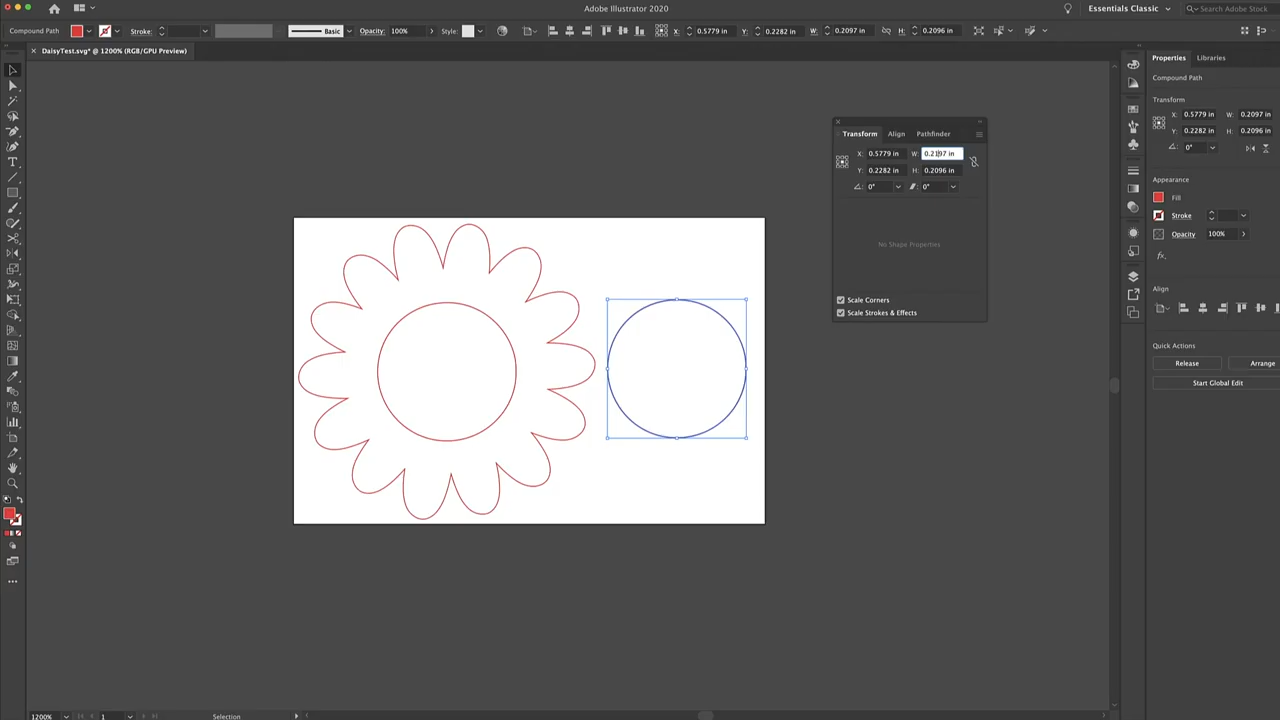 Adobe Illustrator 2020
Essentials Classic
Search Adobe Stock
Compound Path
Stroke:
Basic
Opacity: 100%
Style:
X: 0.5779 in
Y: 0.2282 in
W: 0.2097 in
H: 0.2096 in
DaisyTest.svg* @ 1200% (RGB/GPU Preview)
Transform
Align
Pathfinder
X: 0.5779 in
W: 0.2197 in
Y: 0.2282 in
H: 0.2096 in
0°
0°
No Shape Properties
Scale Corners
Scale Strokes & Effects
Properties
Libraries
Compound Path
Transform
X: 0.5779 in
W: 0.2097 in
Y: 0.2282 in
H: 0.2096 in
0°
Appearance
Fill
Stroke
Opacity 100%
fx.
Align
Quick Actions
Release
Arrange
Start Global Edit
1200%
1
Selection